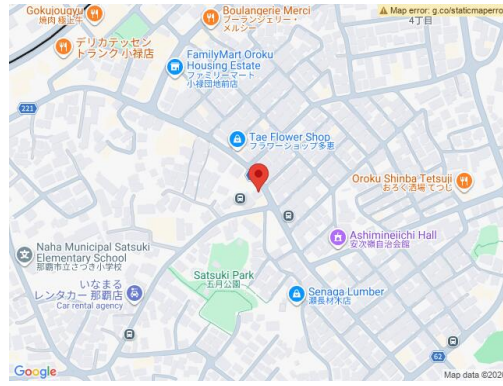 Gokujougyu
焼肉 極上牛
Boulangerie Merci
ブーランジェリー・
メルシー
Map error: g.co/staticmaperro
4丁目
デリカテッセン
トランク 小禄店
FamilyMart Oroku
Housing Estate
ファミリーマート
小禄団地前店
221
Tae Flower Shop
フラワーショップ多恵
Oroku Shinba Tetsuji
おろく酒場 てつじ
Ashimineiichi Hall
安次嶺自治会館
Naha Municipal Satsuki
Elementary School
那覇市立さつき小学校
Satsuki Park
五月公園
いなまる
レンタカー 那覇店
Car rental agency
Senaga Lumber
瀬長材木店
62
Google
Map data ©202